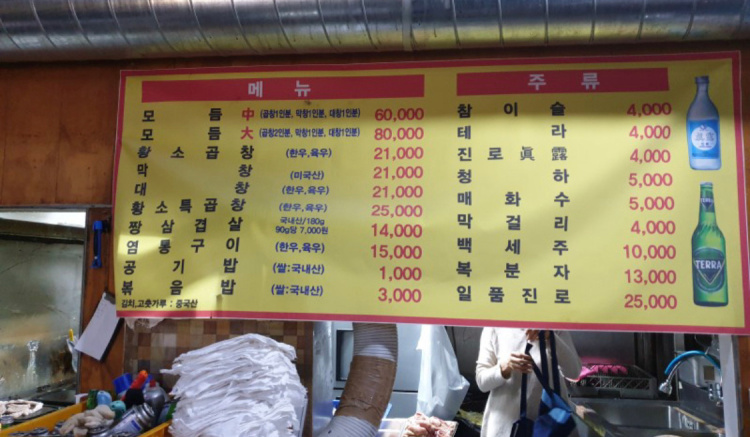 메 뉴
모 둠 中 (곱창1인분, 막창1인분, 대창1인분) 60,000
모 둠 大 (곱창2인분, 막창1인분, 대창1인분) 80,000
황 소 곱 창 (한우,육우) 21,000
막 창 (미국산) 21,000
대 창 (한우,육우) 21,000
황 소 특 곱 창 (한우,육우) 25,000
짱 삼 겹 살 국내산/180g 14,000
90g당 7,000원
염 통 구 이 (한우,육우) 15,000
공 기 밥 (쌀:국내산) 1,000
볶 음 밥 (쌀:국내산) 3,000
김치,고춧가루 : 중국산
주 류
참 이 슬 4,000
테 라 4,000
진 로 眞 露 4,000
청 하 5,000
매 화 수 5,000
막 걸 리 4,000
백 세 주 10,000
복 분 자 13,000
일 품 진 로 25,000
TERRA